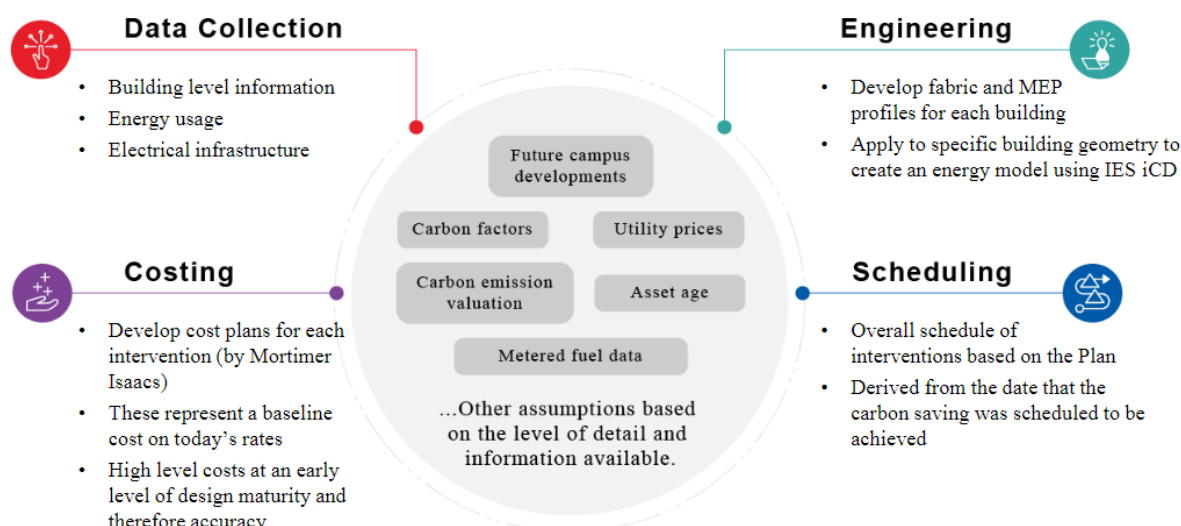 Data Collection
• Building level information
• Energy usage
• Electrical infrastructure
Engineering
• Develop fabric and MEP
profiles for each building
• Apply to specific building geometry to
create an energy model using IES iCD
Future campus
developments
Carbon factors
Utility prices
Carbon emission
valuation
Asset age
Metered fuel data
...Other assumptions based
on the level of detail and
information available.
Costing
• Develop cost plans for each
intervention (by Mortimer
Isaacs)
• These represent a baseline
cost on today’s rates
• High level costs at an early
level of design maturity and
therefore accuracy
Scheduling
• Overall schedule of
interventions based on the Plan
• Derived from the date that the
carbon saving was scheduled to be
achieved